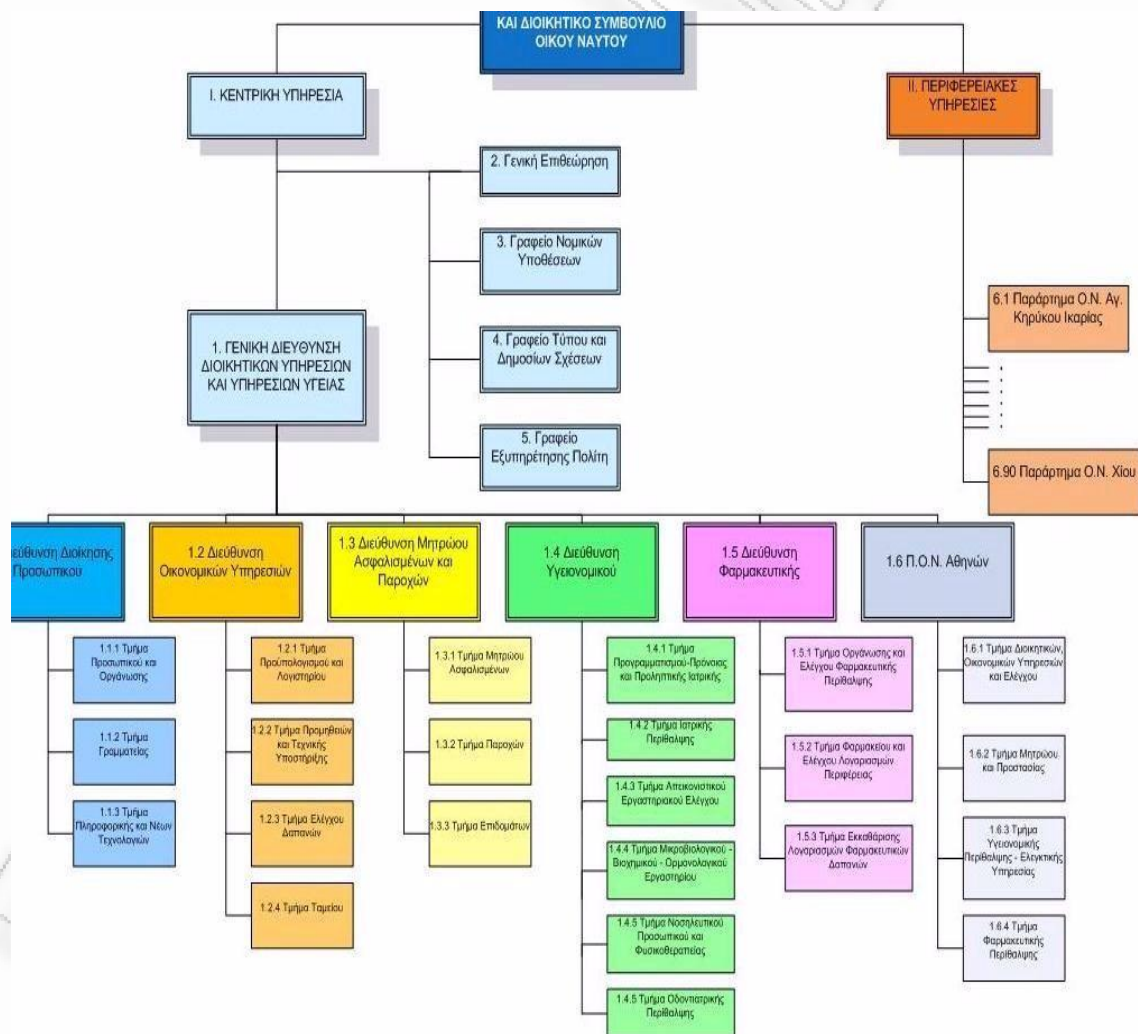 ΚΑΙ ΔΙΟΙΚΗΤΙΚΟ ΣΥΜΒΟΥΛΙΟ
ΟΙΚΟΥ ΝΑΥΤΟΥ
I. ΚΕΝΤΡΙΚΗ ΥΠΗΡΕΣΙΑ
II. ΠΕΡΙΦΕΡΕΙΑΚΕΣ
ΥΠΗΡΕΣΙΕΣ
2. Γενική Επιθεώρηση
3. Γραφείο Νομικών
Υποθέσεων
4. Γραφείο Τύπου και
Δημοσίων Σχέσεων
5. Γραφείο
Εξυπηρέτησης Πολίτη
6.1 Παράρτημα Ο.Ν. Αγ.
Κηρύκου Ικαρίας
6.90 Παράρτημα Ο.Ν. Χίου
1. ΓΕΝΙΚΗ ΔΙΕΥΘΥΝΣΗ
ΔΙΟΙΚΗΤΙΚΩΝ ΥΠΗΡΕΣΙΩΝ
ΚΑΙ ΥΠΗΡΕΣΙΩΝ ΥΓΕΙΑΣ
ιεύθυνση Διοίκησης
Προσωπικού
1.1.1 Τμήμα
Προσωπικού και
Οργάνωσης
1.1.2 Τμήμα
Γραμματείας
1.1.3 Τμήμα
Πληροφορικής και Νέων
Τεχνολογιών
1.2 Διεύθυνση
Οικονομικών Υπηρεσιών
1.2.1 Τμήμα
Προϋπολογισμού και
Λογιστηρίου
1.2.2 Τμήμα Προμηθειών
και Τεχνικής
Υποστήριξης
1.2.3 Τμήμα Ελέγχου
Δαπανών
1.2.4 Τμήμα Ταμείου
1.3 Διεύθυνση Μητρώου
Ασφαλισμένων και
Παροχών
1.3.1 Τμήμα Μητρώου
Ασφαλισμένων
1.3.2 Τμήμα Παροχών
1.3.3 Τμήμα Επιδομάτων
1.4 Διεύθυνση
Υγειονομικού
1.4.1 Τμήμα
Προγραμματισμού-Πρόνοιας
και Προληπτικής Ιατρικής
1.4.2 Τμήμα Ιατρικής
Περίθαλψης
1.4.3 Τμήμα Απεικονιστικού
Εργαστηριακού Ελέγχου
1.4.4 Τμήμα Μικροβιολογικού -
Βιοχημικού - Ορμονολογικού
Εργαστηρίου
1.4.5 Τμήμα Νοσηλευτικού
Προσωπικού και
Φυσικοθεραπείας
1.4.5 Τμήμα Οδοντιατρικής
Περίθαλψης
1.5 Διεύθυνση
Φαρμακευτικής
1.5.1 Τμήμα Οργάνωσης και
Ελέγχου Φαρμακευτικής
Περίθαλψης
1.5.2 Τμήμα Φαρμακείου και
Ελέγχου Λογαριασμών
Περιφέρειας
1.5.3 Τμήμα Εκκαθάρισης
Λογαριασμών Φαρμακευτικών
Δαπανών
1.6 Π.Ο.Ν. Αθηνών
1.6.1 Τμήμα Διοικητικών,
Οικονομικών Υπηρεσιών
και Ελέγχου
1.6.2 Τμήμα Μητρώου
και Προστασίας
1.6.3 Τμήμα
Υγειονομικής
Περίθαλψης - Ελεγκτικής
Υπηρεσίας
1.6.4 Τμήμα
Φαρμακευτικής
Περίθαλψης